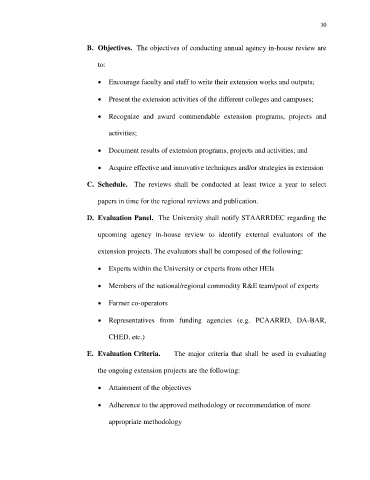 30
B. Objectives. The objectives of conducting annual agency in-house review are
to:
• Encourage faculty and staff to write their extension works and outputs;
• Present the extension activities of the different colleges and campuses;
• Recognize and award commendable extension programs, projects and
activities;
• Document results of extension programs, projects and activities; and
• Acquire effective and innovative techniques and/or strategies in extension
C. Schedule. The reviews shall be conducted at least twice a year to select
papers in time for the regional reviews and publication.
D. Evaluation Panel. The University shall notify STAARRDEC regarding the
upcoming agency in-house review to identify external evaluators of the
extension projects. The evaluators shall be composed of the following:
• Experts within the University or experts from other HEIs
• Members of the national/regional commodity R&E team/pool of experts
• Farmer co-operators
• Representatives from funding agencies (e.g. PCAARRD, DA-BAR,
CHED, etc.)
E. Evaluation Criteria. The major criteria that shall be used in evaluating
the ongoing extension projects are the following:
• Attainment of the objectives
• Adherence to the approved methodology or recommendation of more
appropriate methodology